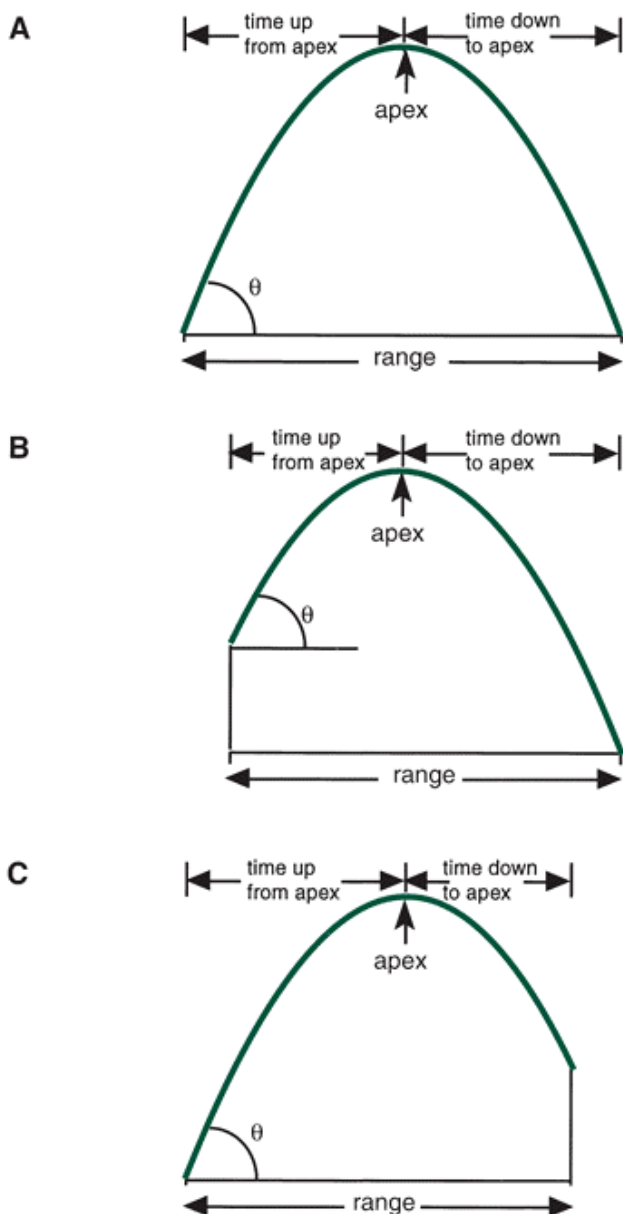 A
time up
from apex
time down
to apex
apex
θ
range
B
time up
from apex
time down
to apex
apex
θ
range
C
time up
from apex
time down
to apex
apex
θ
range